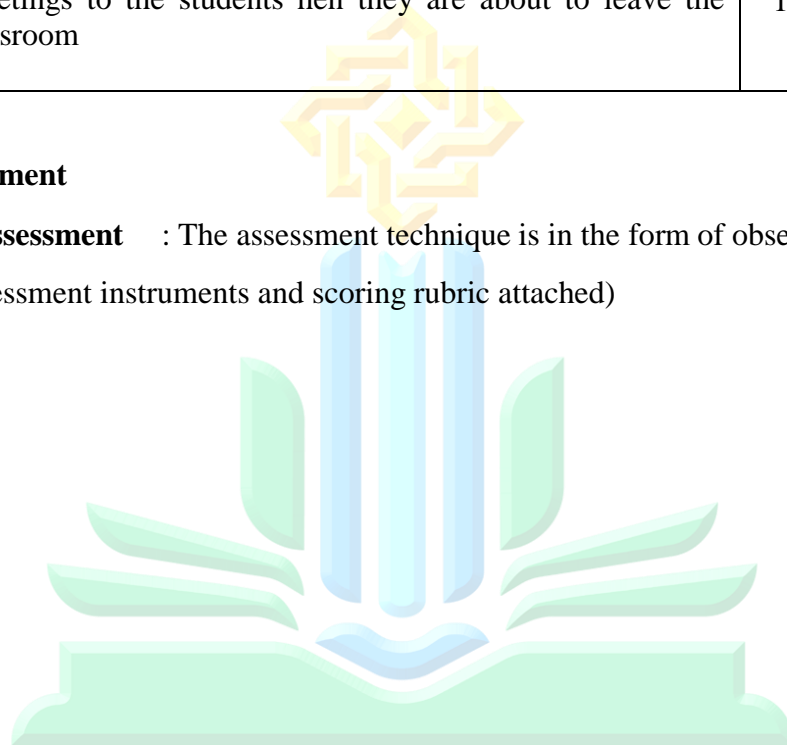 etings to the students hen they are about to leave the
sroom
ment
ssessment : The assessment technique is in the form of obse
essment instruments and scoring rubric attached)